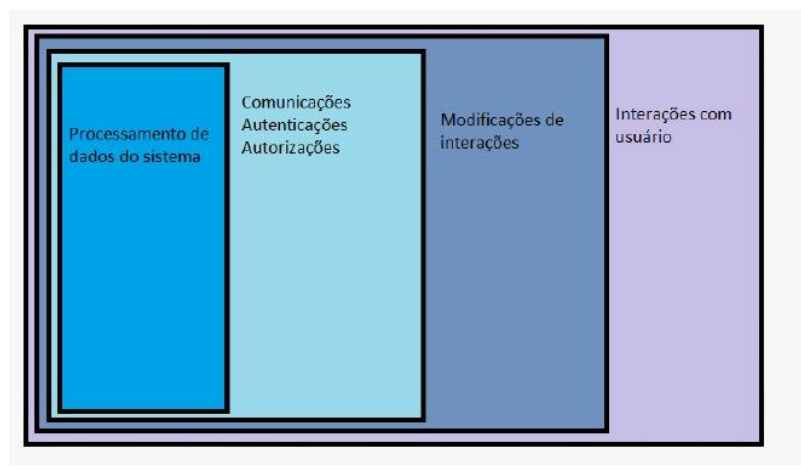 Processamento de
dados do sistema
Comunicações
Autenticações
Autorizações
Modificações de
interações
Interações com
usuário